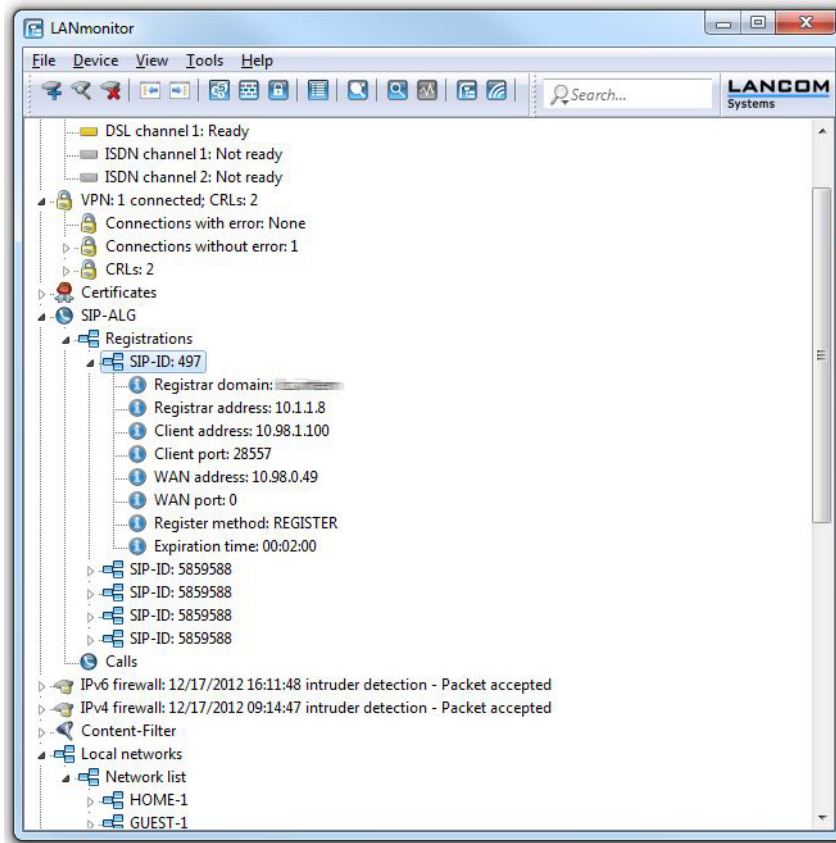 LANmonitor
File Device View Tools Help
Search...
LANCOM
Systems
DSL channel 1: Ready
ISDN channel 1: Not ready
ISDN channel 2: Not ready
VPN: 1 connected; CRLs: 2
Connections with error: None
Connections without error: 1
CRLs: 2
Certificates
SIP-ALG
Registrations
SIP-ID: 497
Registrar domain:
Registrar address: 10.1.1.8
Client address: 10.98.1.100
Client port: 28557
WAN address: 10.98.0.49
WAN port: 0
Register method: REGISTER
Expiration time: 00:02:00
SIP-ID: 5859588
SIP-ID: 5859588
SIP-ID: 5859588
SIP-ID: 5859588
Calls
IPv6 firewall: 12/17/2012 16:11:48 intruder detection - Packet accepted
IPv4 firewall: 12/17/2012 09:14:47 intruder detection - Packet accepted
Content-Filter
Local networks
Network list
HOME-1
GUEST-1